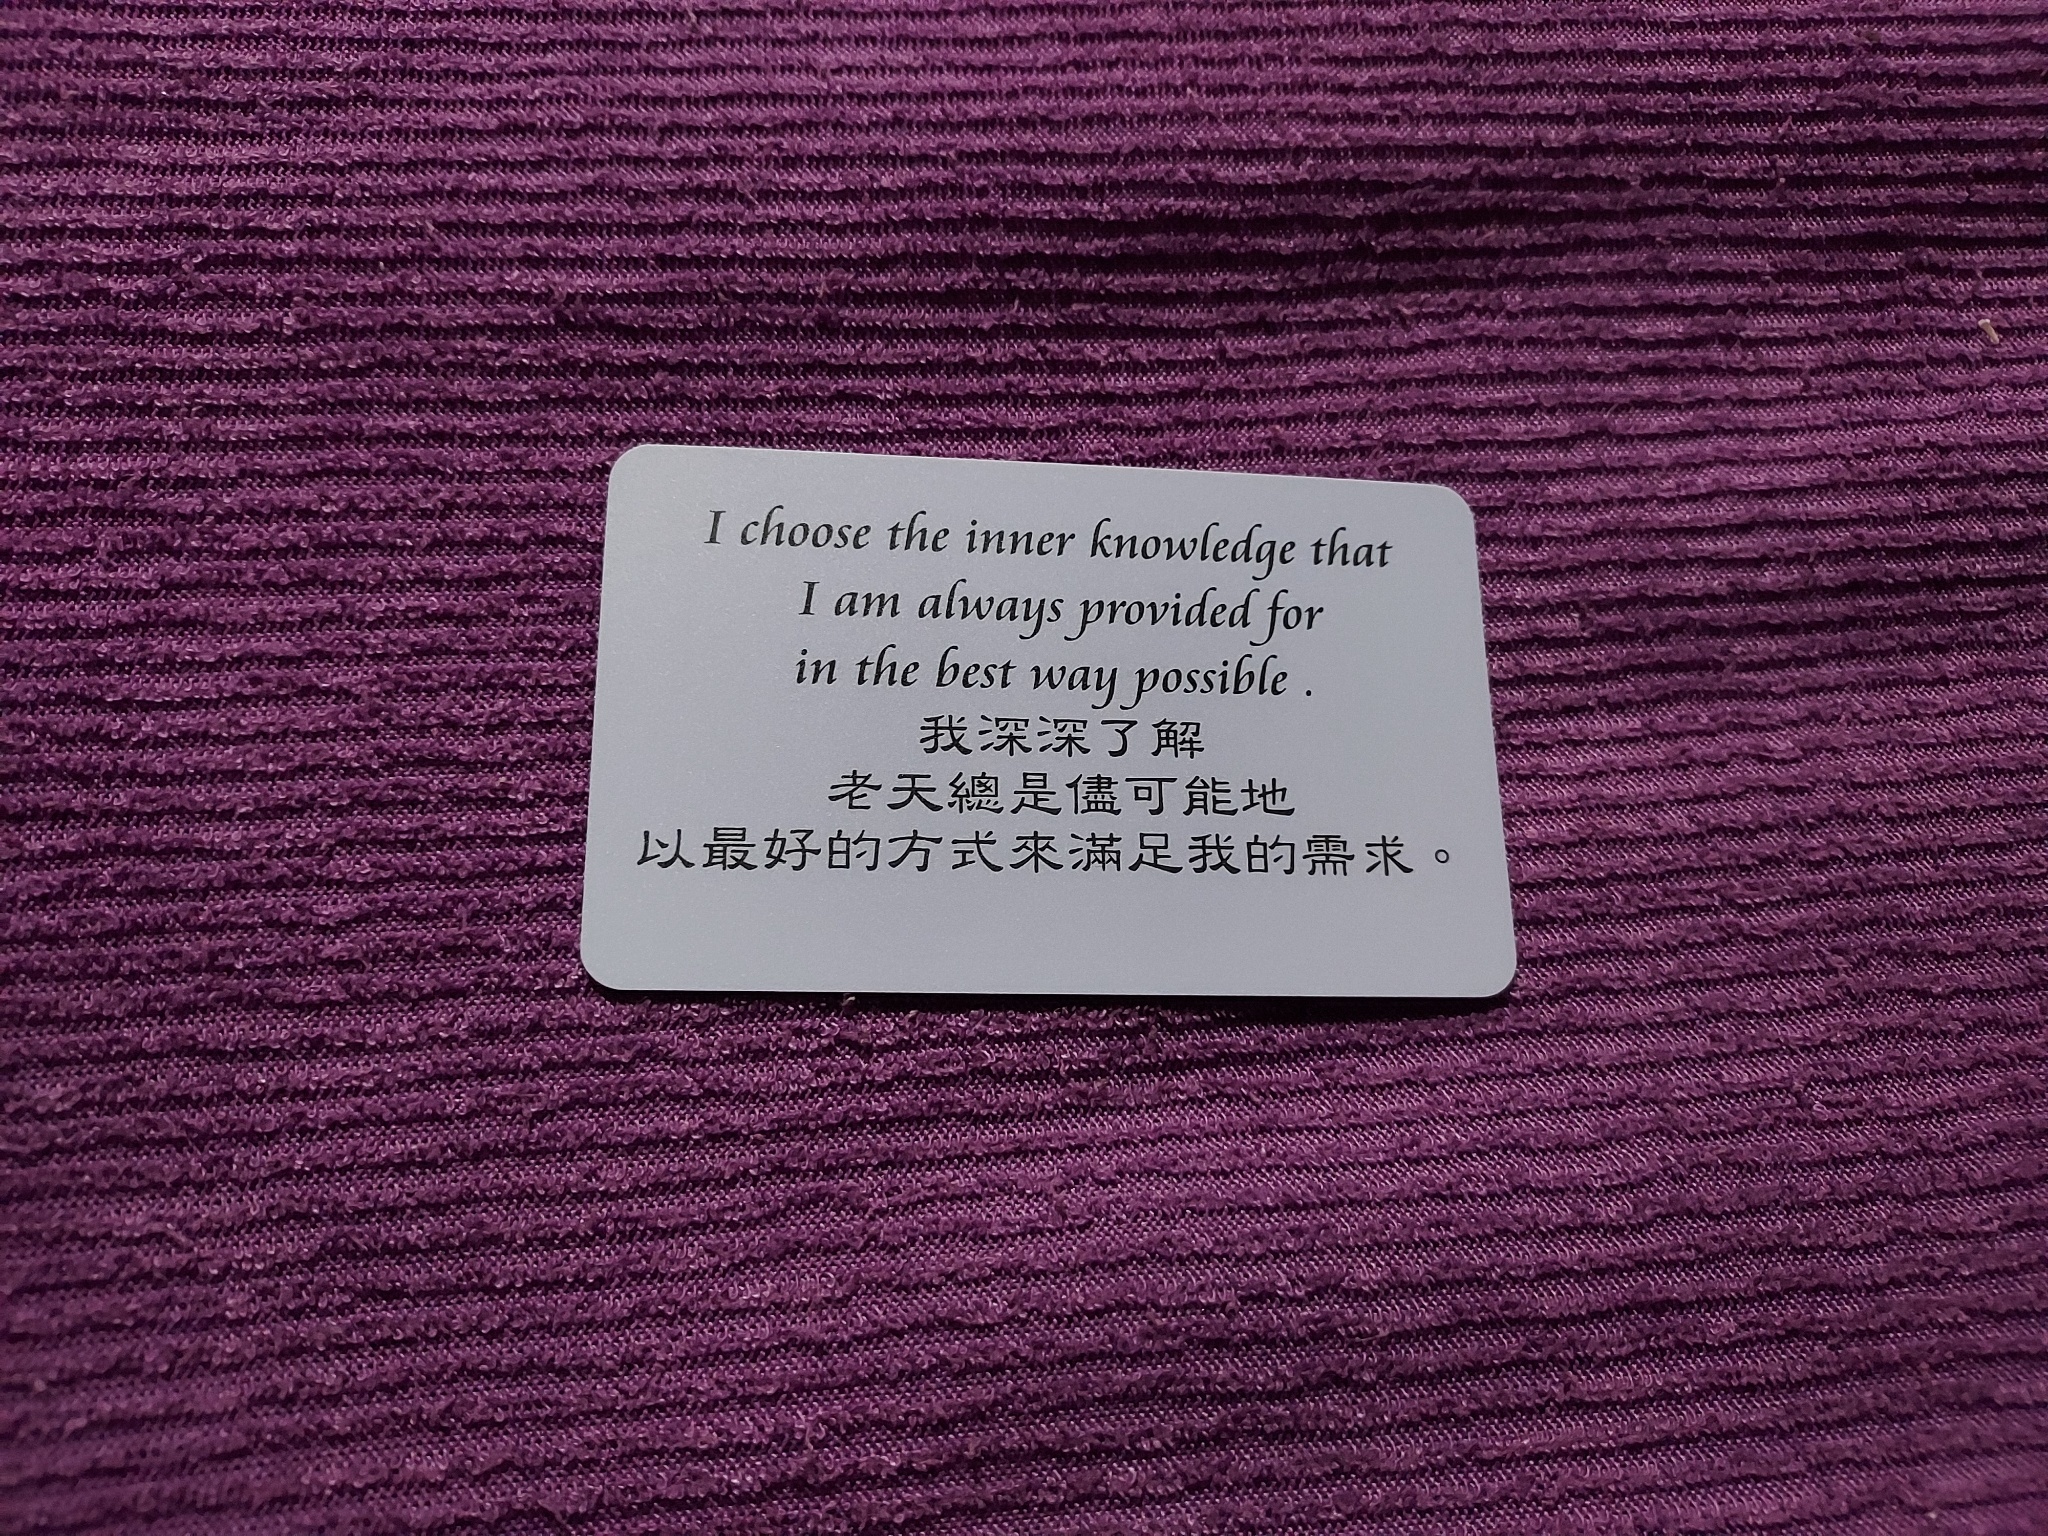 I choose the inner knowledge that
I am always provided for
in the best way possible .
我深深了解
老天總是儘可能地
以最好的方式來滿足我的需求。